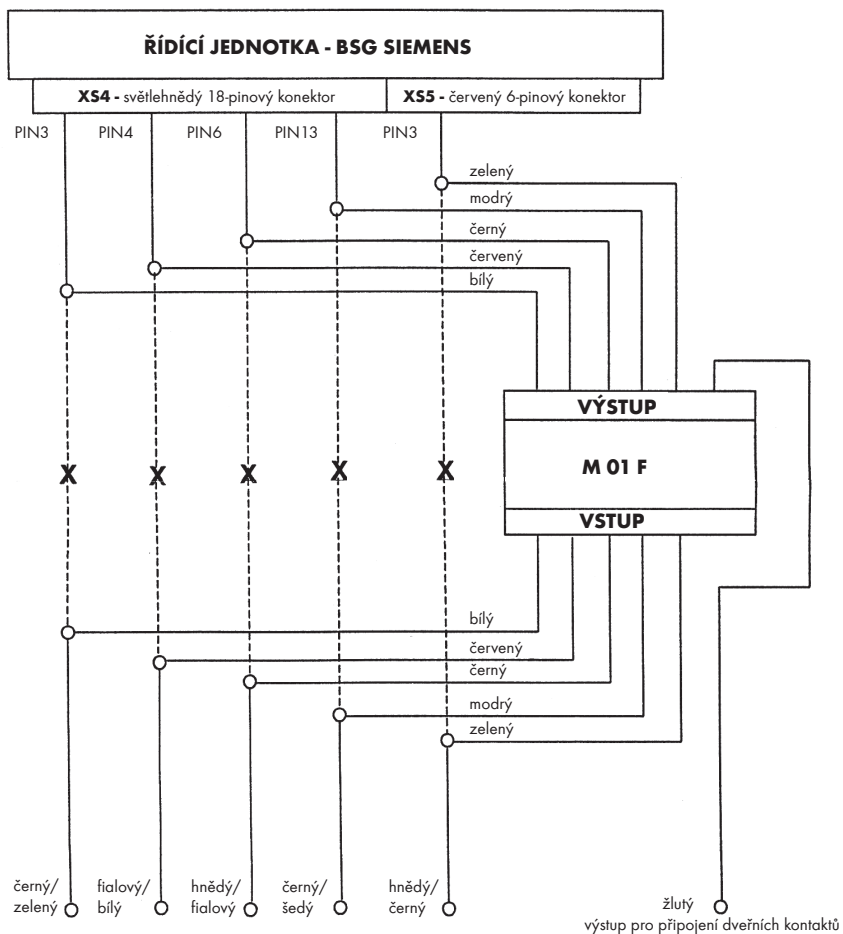 ŘÍDÍCÍ JEDNOTKA - BSG SIEMENS
XS4 - světlehnědý 18-pinový konektor
XS5 - červený 6-pinový konektor
PIN3
PIN4
PIN6
PIN13
PIN3
zelený
modrý
černý
červený
bílý
VÝSTUP
M 01 F
VSTUP
X
X
X
X
X
bílý
červený
černý
modrý
zelený
černý/
zelený
fialový/
bílý
hnědý/
fialový
černý/
šedý
hnědý/
černý
žlutý
výstup pro připojení dveřních kontaktů